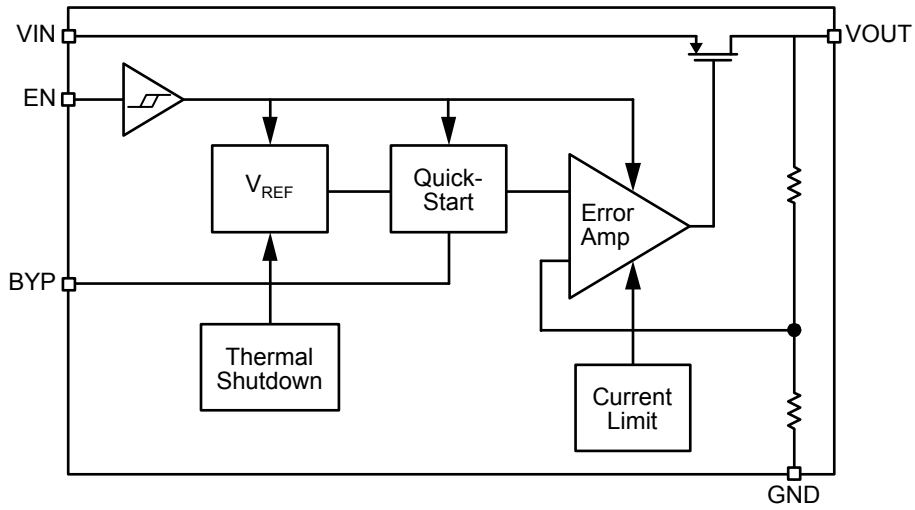 VIN
VOUT
EN
VREF
Quick-
Start
Error
Amp
BYP
Thermal
Shutdown
Current
Limit
GND